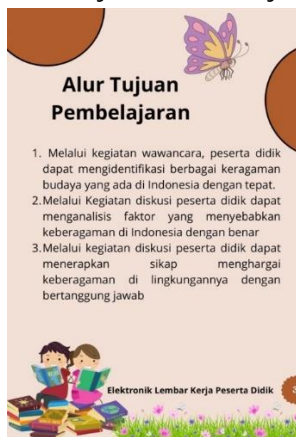 Alur Tujuan
Pembelajaran
1. Melalui kegiatan wawancara, peserta didik
dapat mengidentifikasi berbagai keragaman
budaya yang ada di Indonesia dengan tepat.
2.Melalui Kegiatan diskusi peserta didik dapat
menganalisis faktor yang menyebabkan
keberagaman di Indonesia dengan benar
3.Melalui kegiatan diskusi peserta didik dapat
menerapkan sikap menghargai
keberagaman di lingkungannya dengan
bertanggung jawab
Elektronik Lembar Kerja Peserta Didik